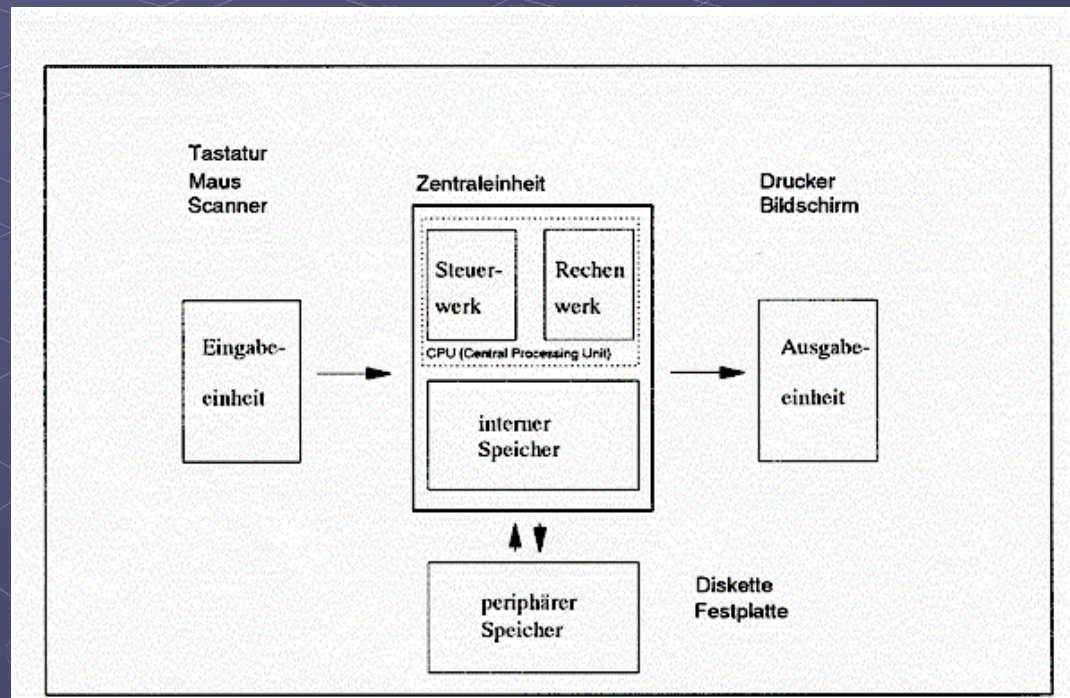 Tastatur
Maus
Scanner
Zentraleinheit
Drucker
Bildschirm
Steuer-
werk
Rechen
werk
CPU (Central Processing Unit)
Eingabe-
einheit
interner
Speicher
Ausgabe-
einheit
periphärer
Speicher
Diskette
Festplatte